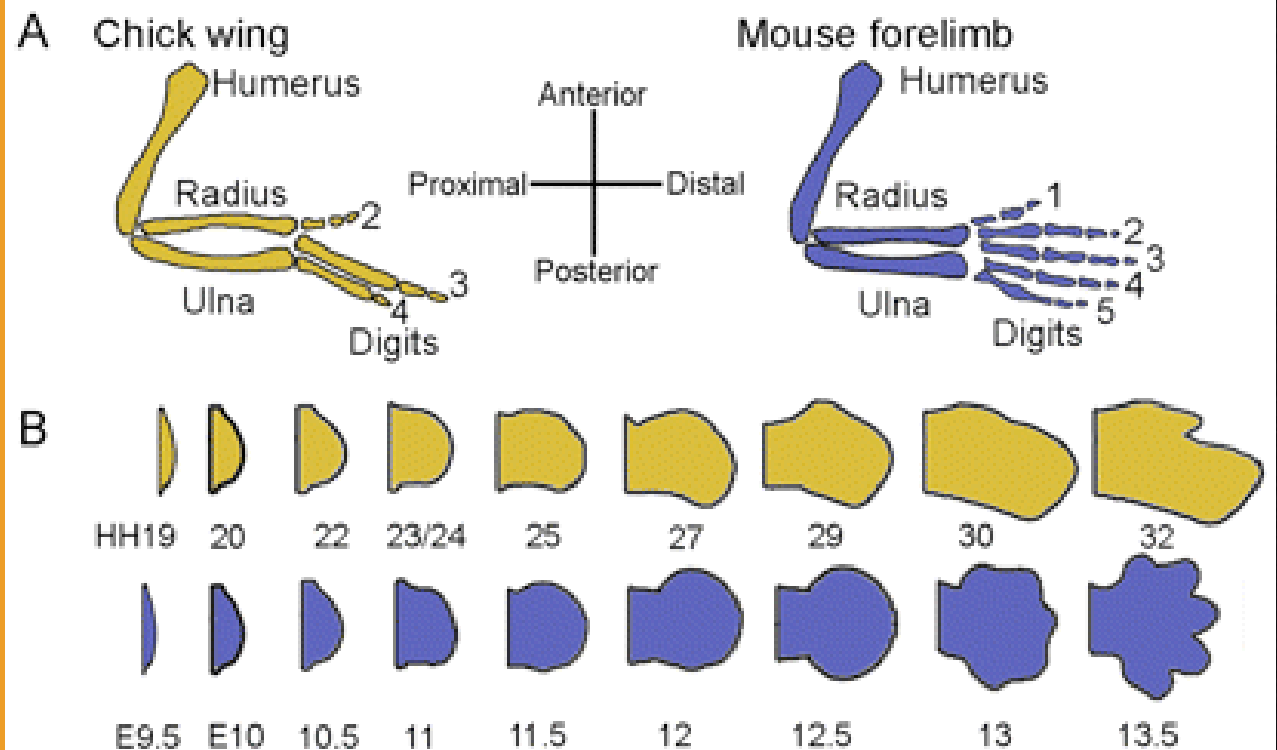 A Chick wing Mouse forelimb
Humerus Anterior Humerus
Proximal Distal
Radius 2 Radius 1
2
3
Posterior 3
4
4
Ulna Ulna 5
Digits Digits
B
HH19 20 22 23/24 25 27 29 30 32
E9.5 E10 10.5 11 11.5 12 12.5 13 13.5